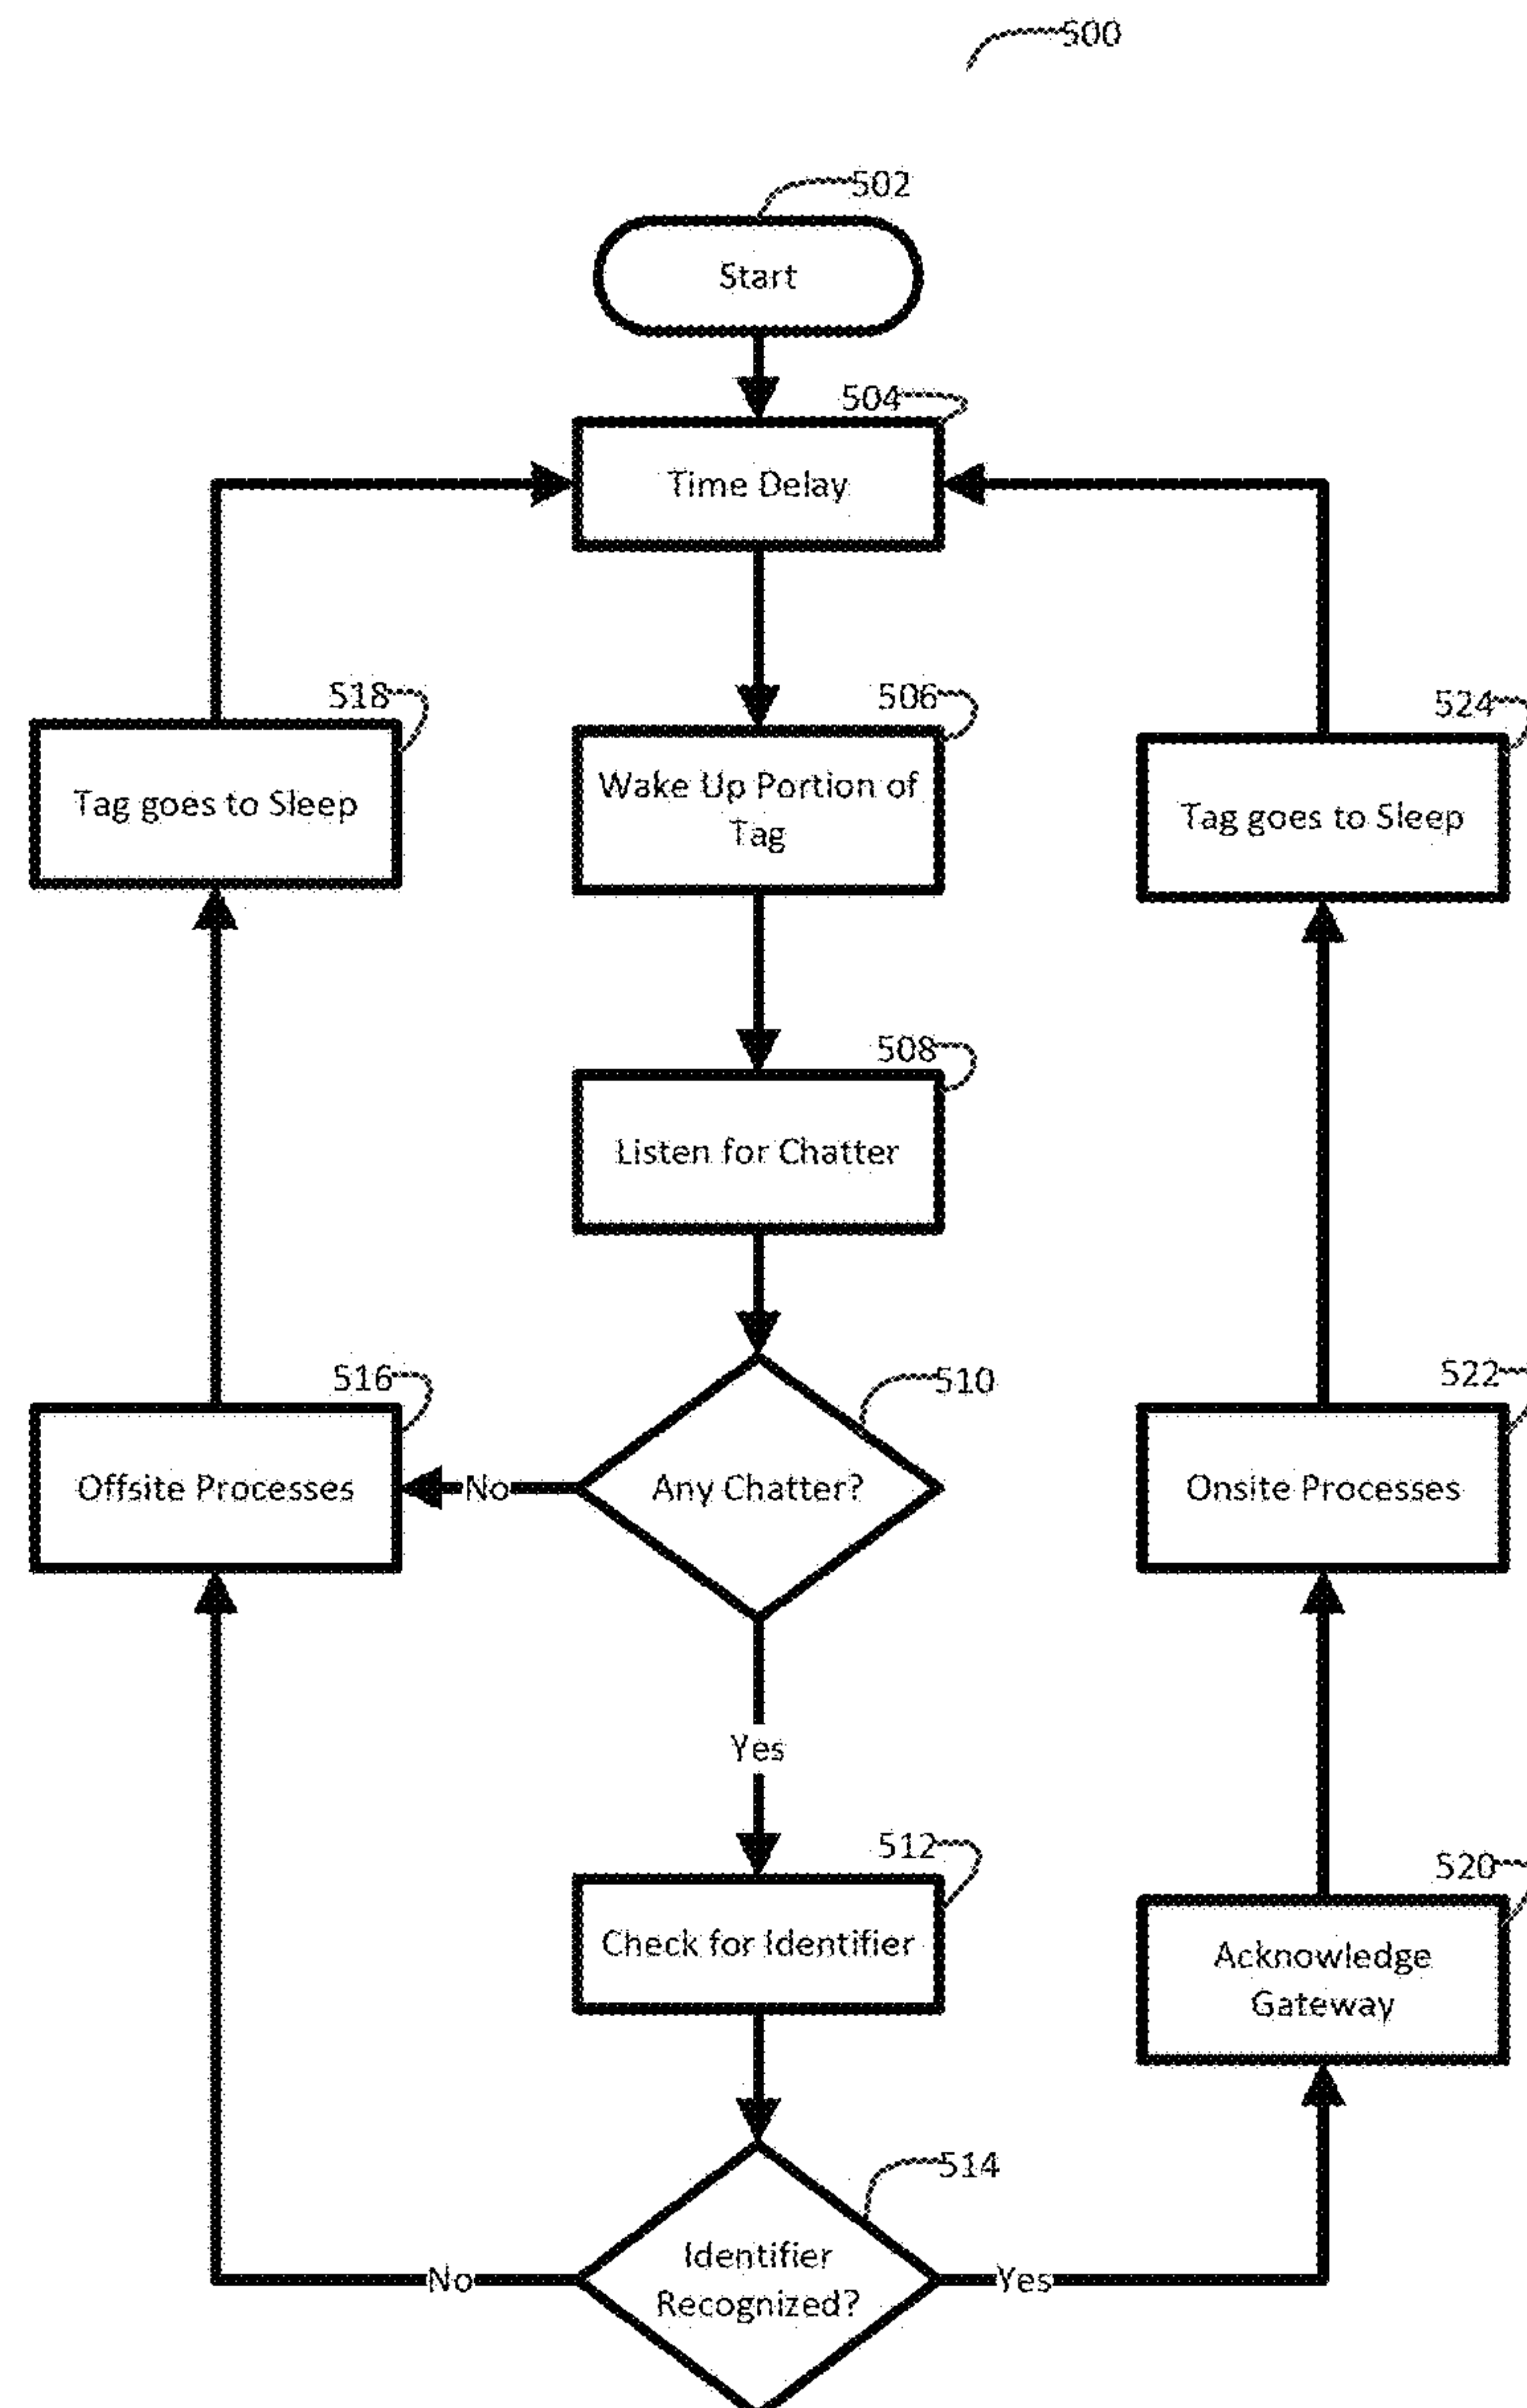 500
502
Start
504
Time Delay
518
506
524
Tag goes to Sleep
Wake Up Portion of
Tag
Tag goes to Sleep
508
Listen for Chatter
516
510
522
Offsite Processes
No
Any Chatter?
Onsite Processes
Yes
512
520
Check for Identifier
Acknowledge
Gateway
514
No
Identifier
Recognized?
Yes